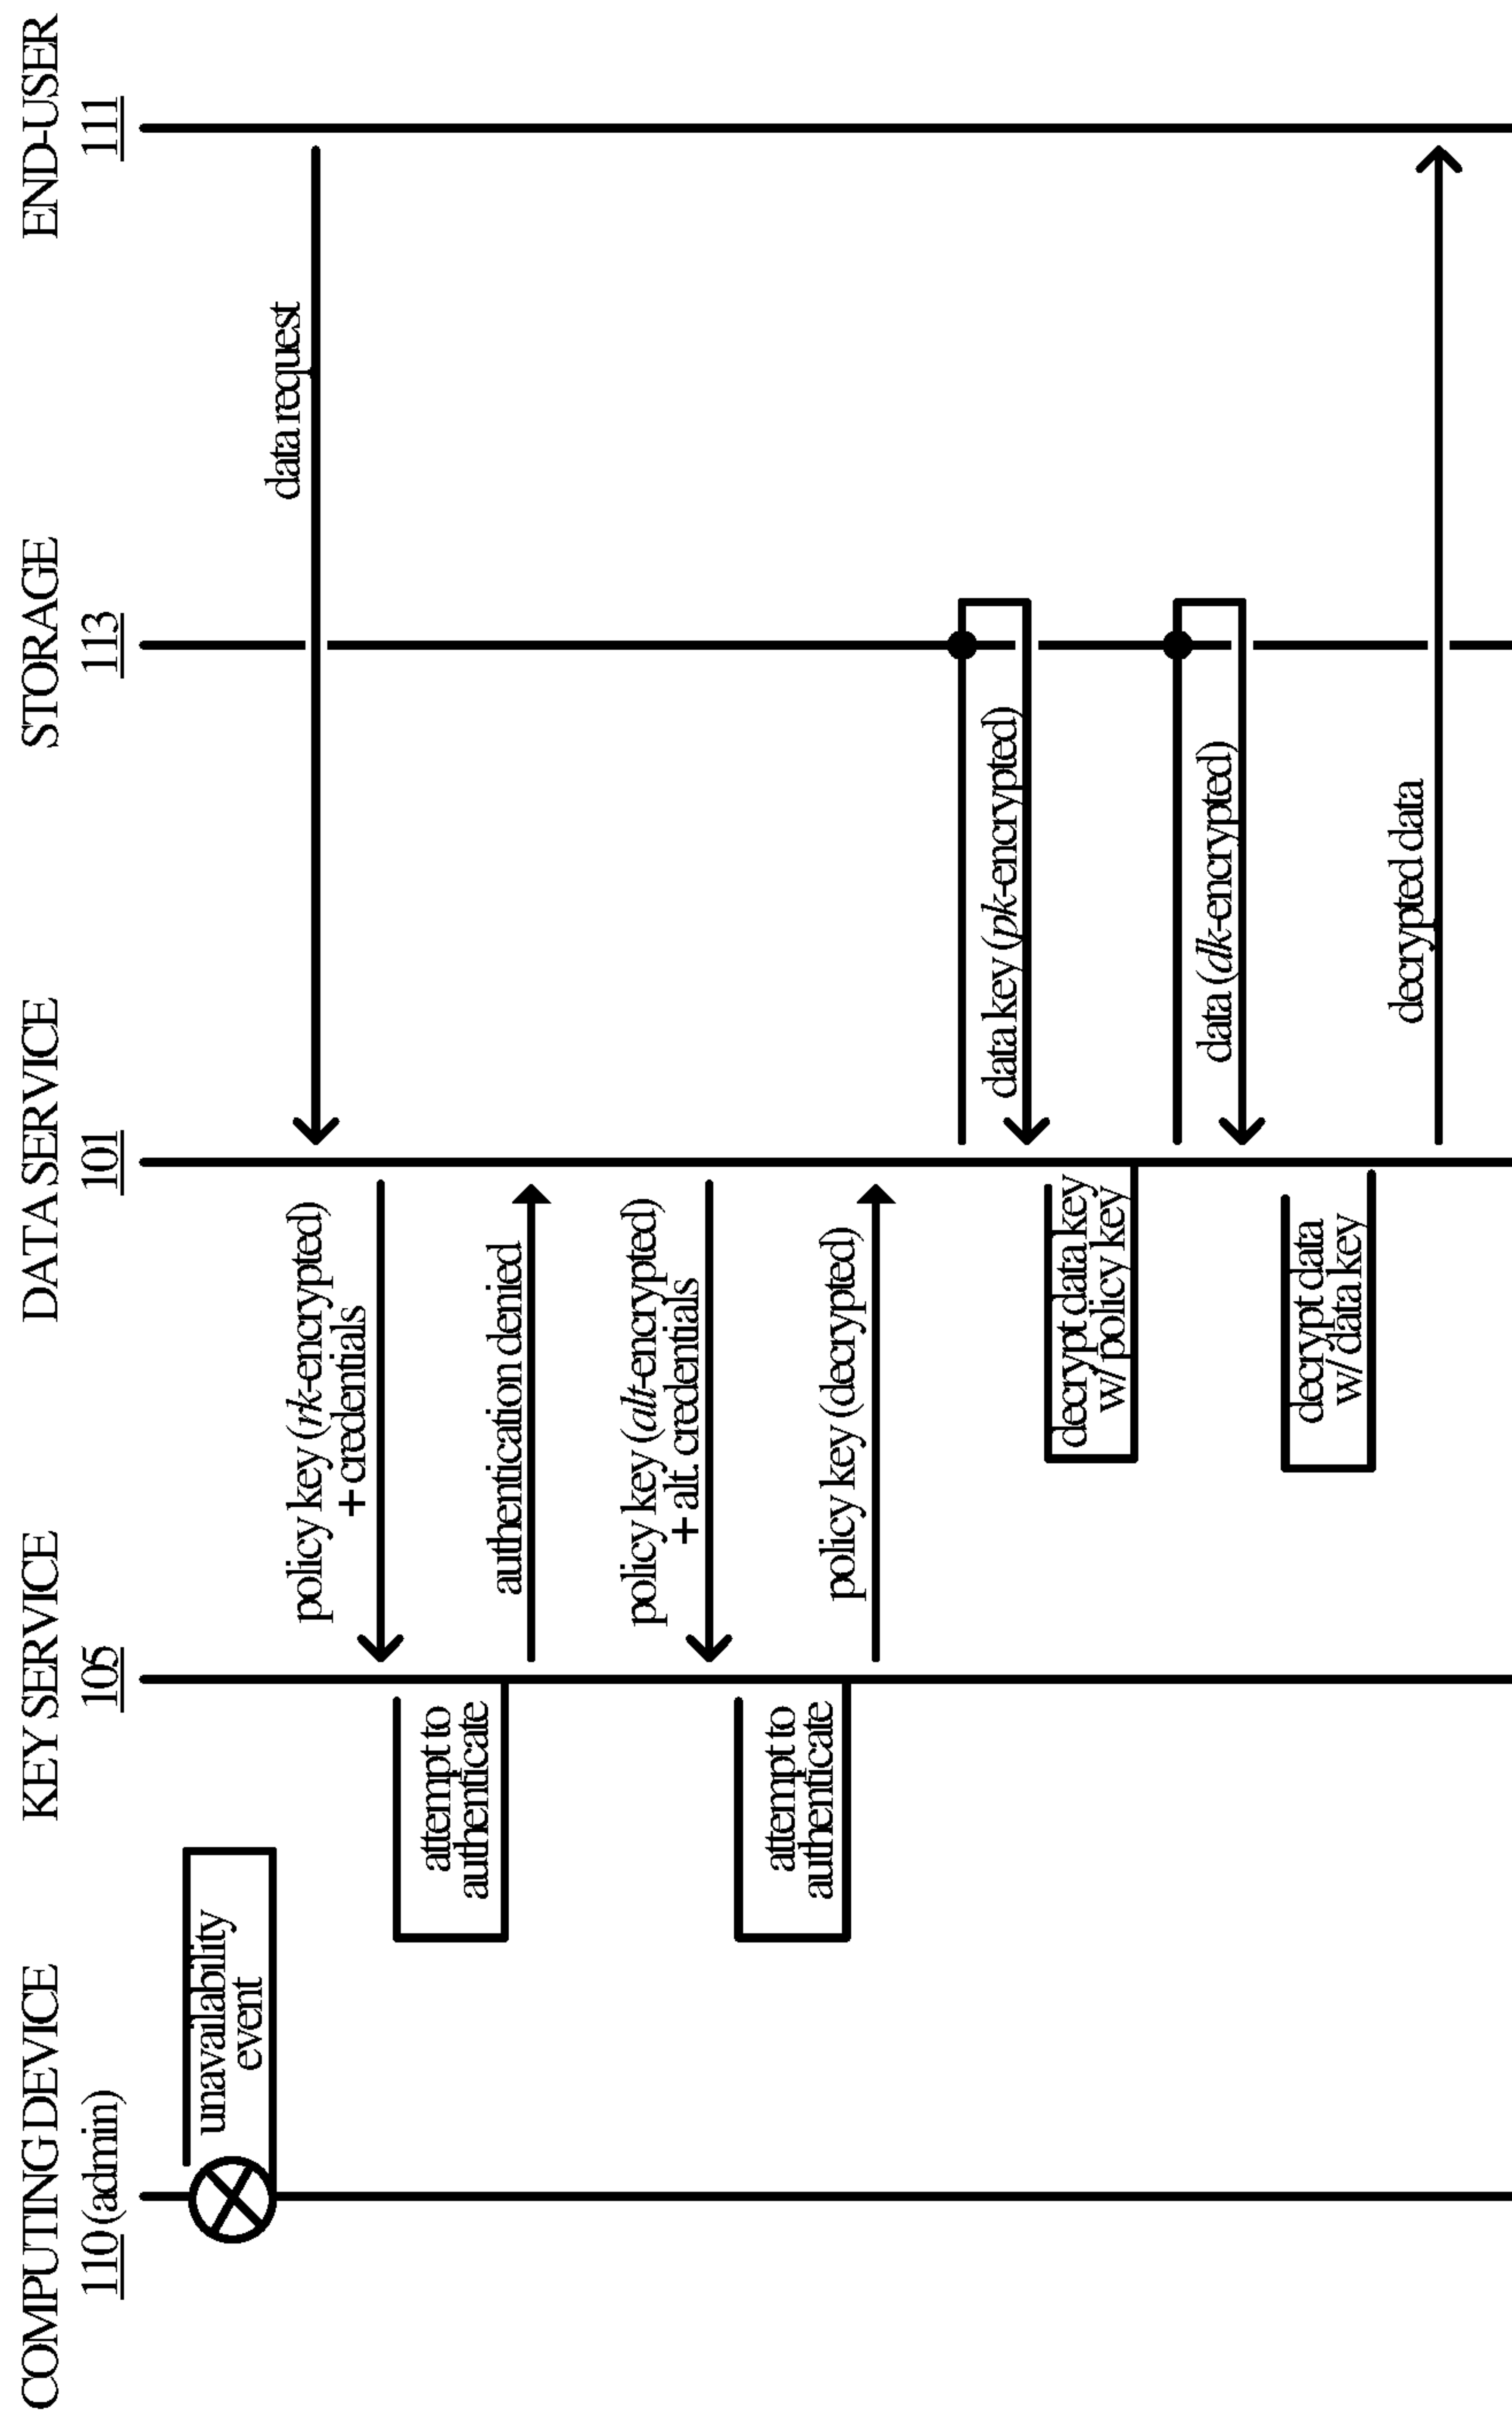 COMPUTING DEVICE
110 (admin)
KEY SERVICE
105
DATA SERVICE
101
STORAGE
113
END-USER
111
unavailability
event
data request
policy key (rk-encrypted)
+ credentials
attempt to
authenticate
authentication denied
policy key (alt-encrypted)
+ alt. credentials
attempt to
authenticate
policy key (decrypted)
data key (pk-encrypted)
decrypt data key
w/ policy key
data (dk-encrypted)
decrypt data
w/ data key
decrypted data